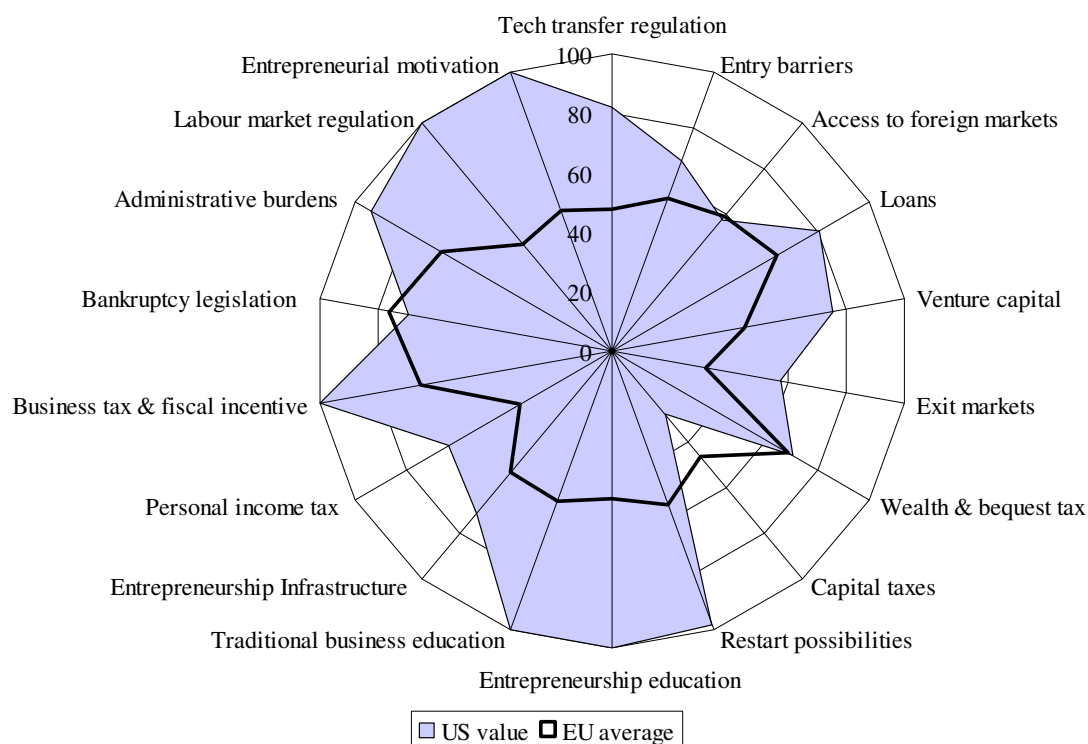 Tech transfer regulation
100
Entrepreneurial motivation
Entry barriers
Labour market regulation
80
Access to foreign markets
60
Administrative burdens
Loans
40
Bankruptcy legislation
20
Venture capital
0
Business tax & fiscal incentive
Exit markets
Personal income tax
Wealth & bequest tax
Entrepreneurship Infrastructure
Capital taxes
Traditional business education
Restart possibilities
Entrepreneurship education
US value EU average